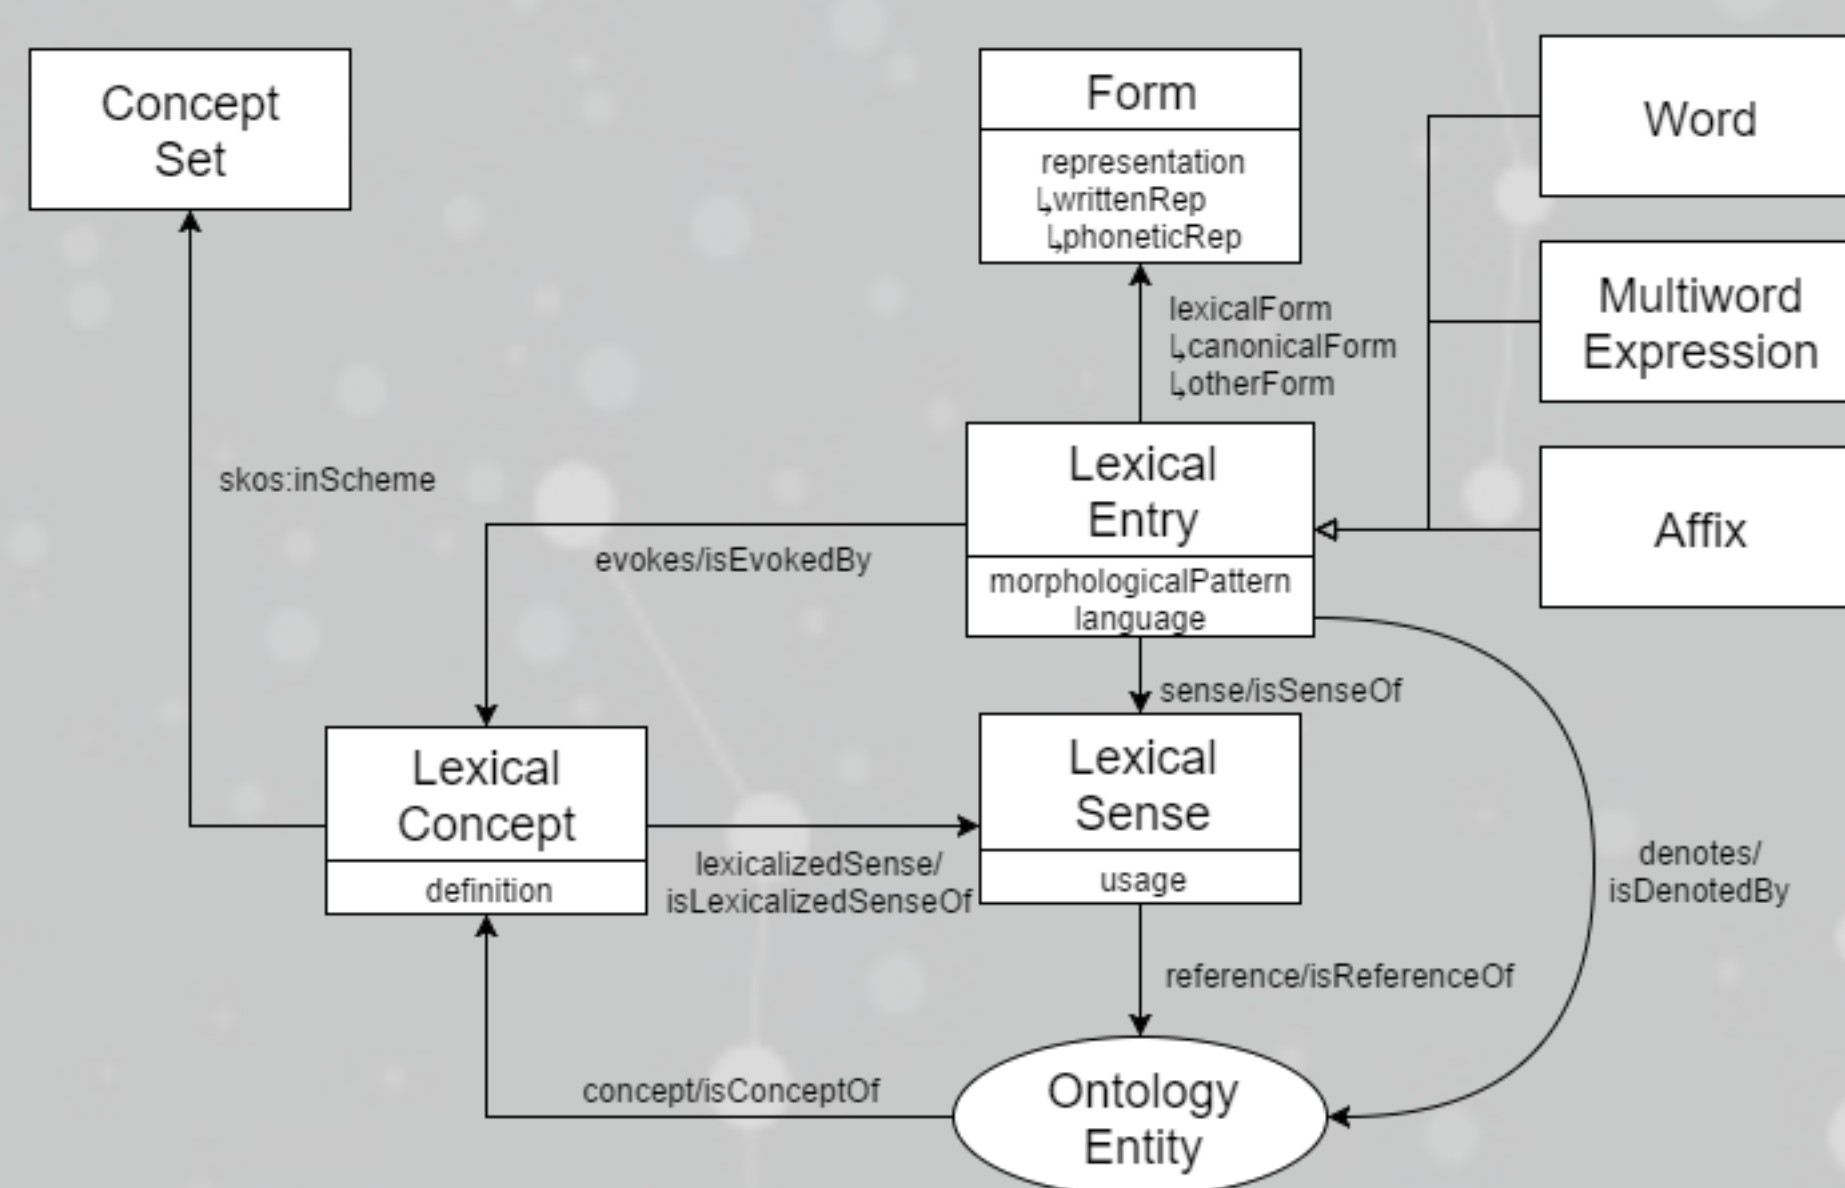 Concept
Set
Form
representation
↳writtenRep
↳phoneticRep
Word
Multiword
Expression
lexicalForm
↳canonicalForm
↳otherForm
skos:inScheme
Lexical
Entry
morphologicalPattern
language
Affix
evokes/isEvokedBy
sense/isSenseOf
Lexical
Concept
definition
lexicalizedSense/
isLexicalizedSenseOf
Lexical
Sense
usage
denotes/
isDenotedBy
reference/isReferenceOf
concept/isConceptOf
Ontology
Entity